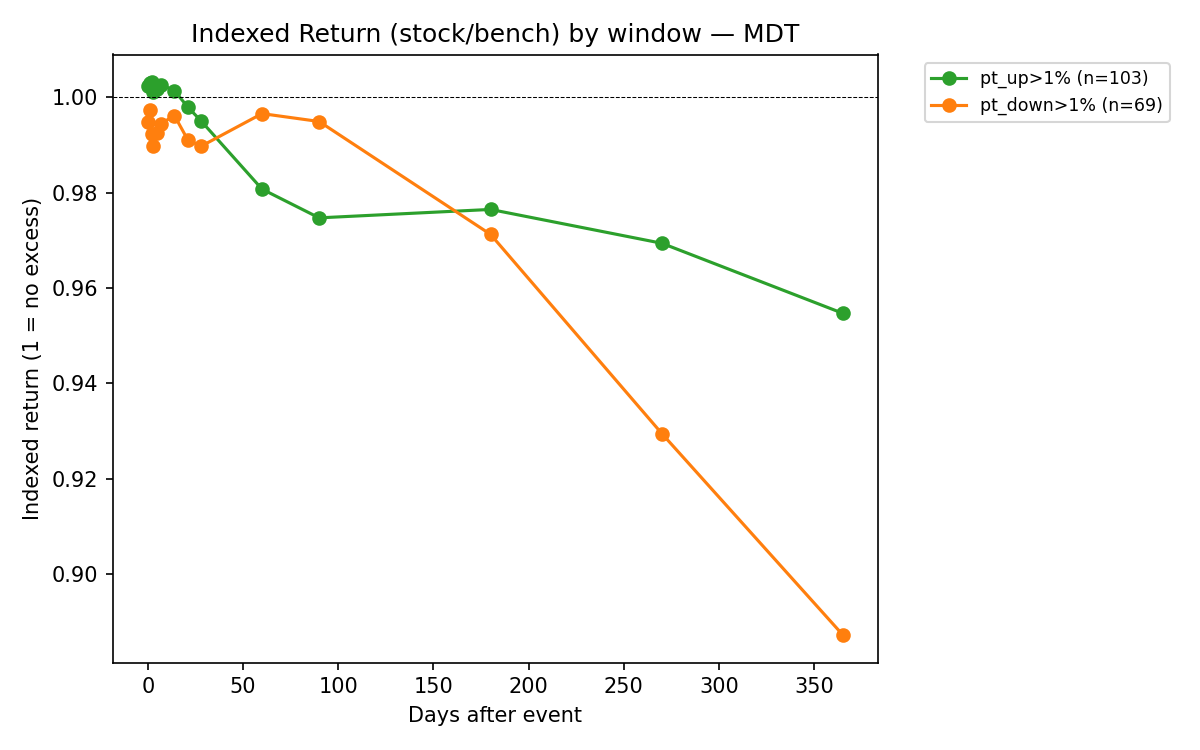 Indexed Return (stock/bench) by window — MDT
pt_up>1% (n=103)
pt_down>1% (n=69)
Indexed return (1 = no excess)
1.00
0.98
0.96
0.94
0.92
0.90
0 50 100 150 200 250 300 350
Days after event